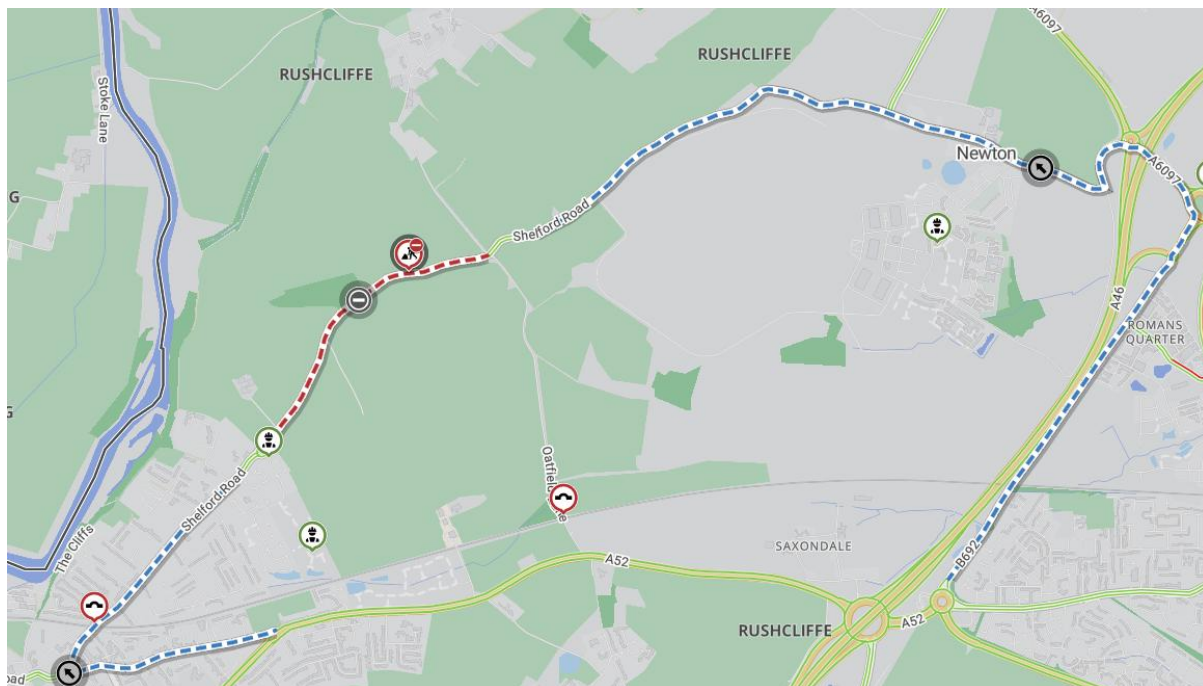 A6097
RUSHCLIFFE
RUSHCLIFFE
Stoke Lane
Newton
A6097
G
Shelford Road
A46
ROMANS
QUARTER
G
Shelford Road
The Cliffs
SAXONDALE
B692
A52
A52
RUSHCLIFFE
oad